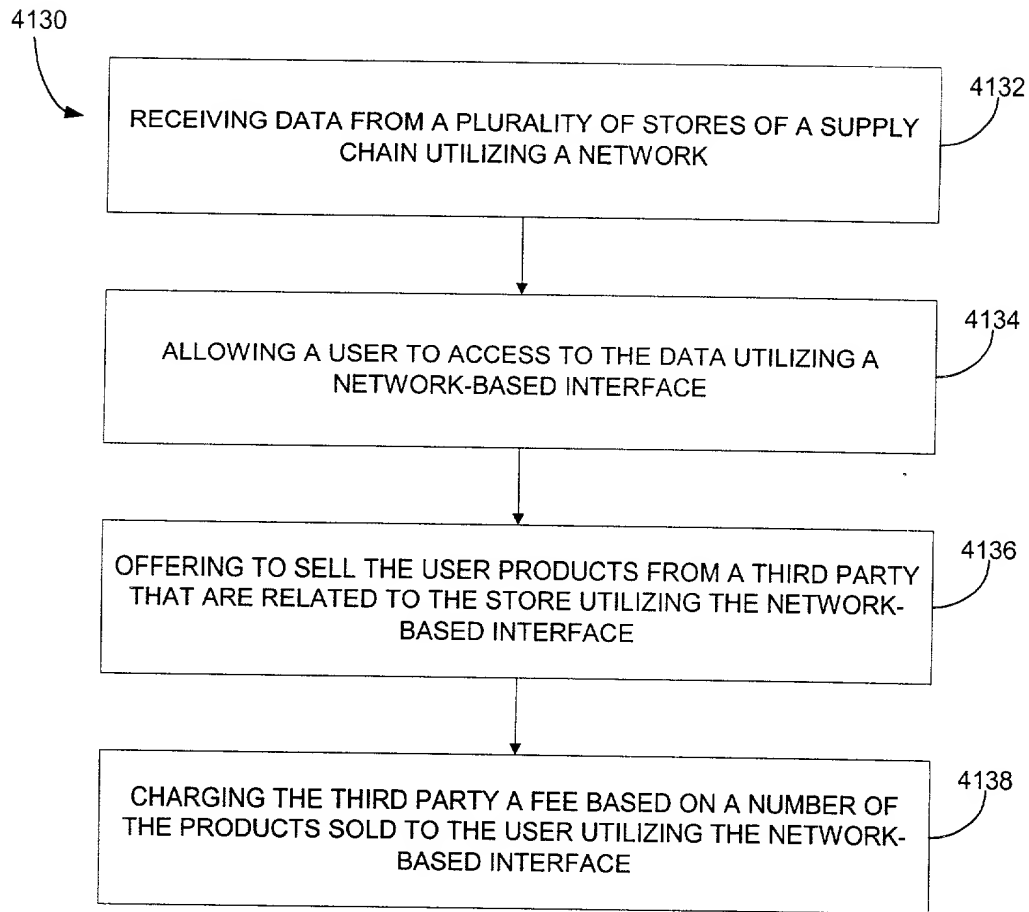 4130
4132
RECEIVING DATA FROM A PLURALITY OF STORES OF A SUPPLY
CHAIN UTILIZING A NETWORK
4134
ALLOWING A USER TO ACCESS TO THE DATA UTILIZING A
NETWORK-BASED INTERFACE
4136
OFFERING TO SELL THE USER PRODUCTS FROM A THIRD PARTY
THAT ARE RELATED TO THE STORE UTILIZING THE NETWORK-
BASED INTERFACE
4138
CHARGING THE THIRD PARTY A FEE BASED ON A NUMBER OF
THE PRODUCTS SOLD TO THE USER UTILIZING THE NETWORK-
BASED INTERFACE